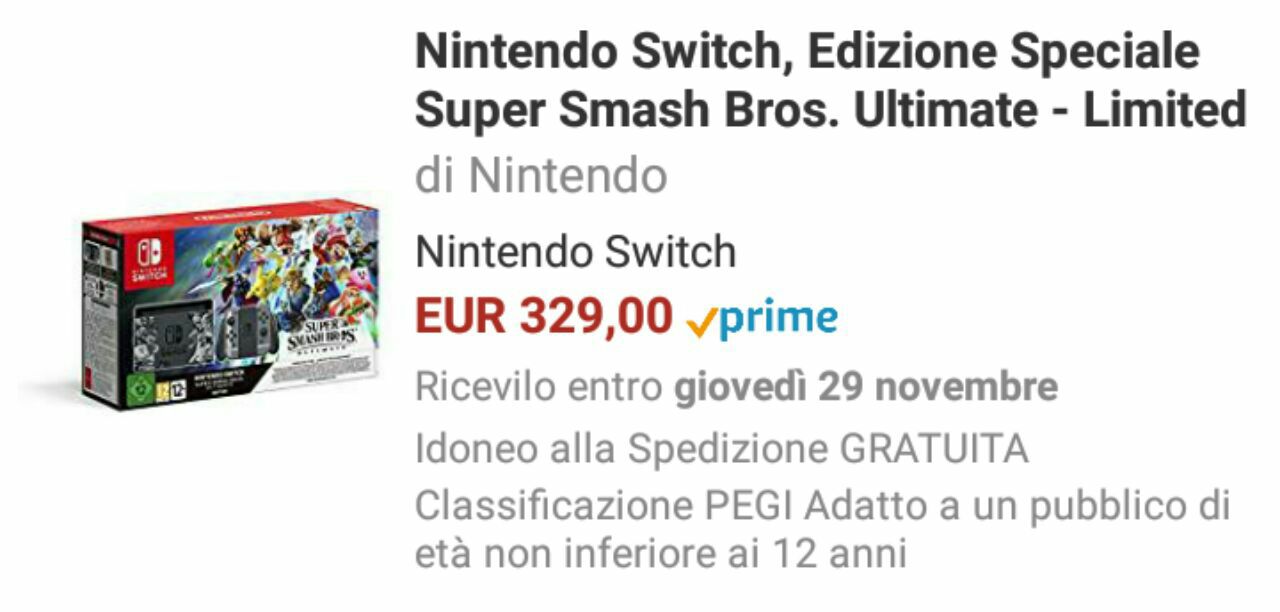 Nintendo Switch, Edizione Speciale
Super Smash Bros. Ultimate - Limited
di Nintendo
Nintendo Switch
EUR 329,00 prime
Ricevilo entro giovedì 29 novembre
Idoneo alla Spedizione GRATUITA
Classificazione PEGI Adatto a un pubblico di
età non inferiore ai 12 anni
NINTENDO
SWITCH
SUPER
SMASH BROS.
ULTIMATE
12